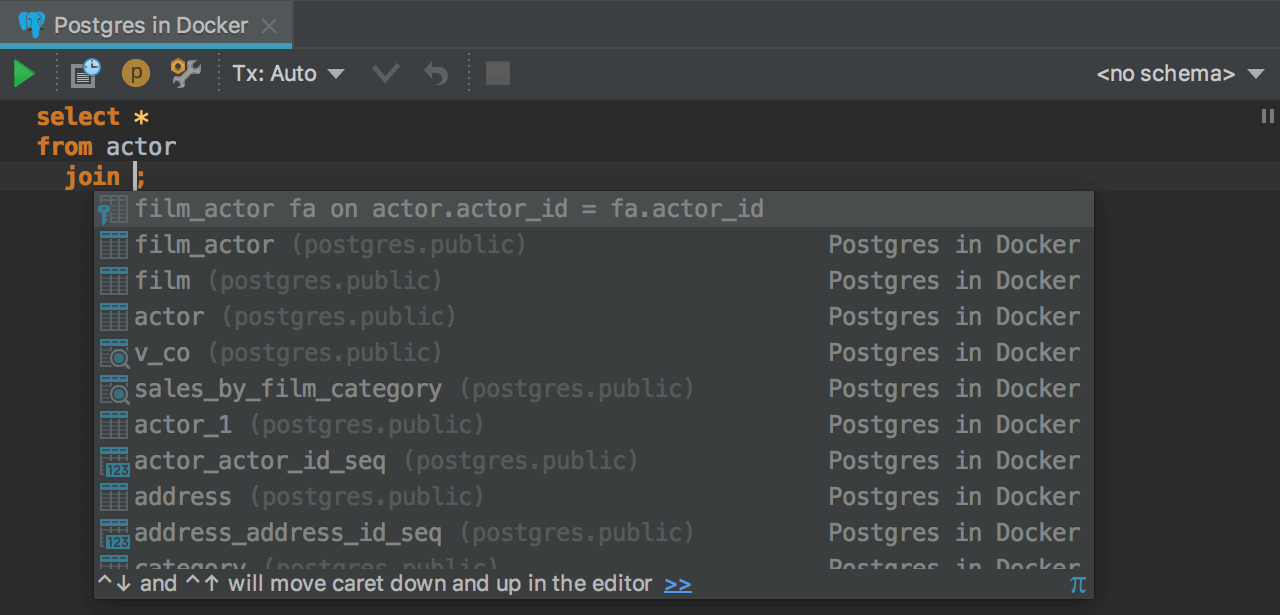 Postgres in Docker
p Tx: Auto <no schema>
select *
from actor
join ;
film_actor fa on actor.actor_id = fa.actor_id
film_actor (postgres.public) Postgres in Docker
film (postgres.public) Postgres in Docker
actor (postgres.public) Postgres in Docker
v_co (postgres.public) Postgres in Docker
sales_by_film_category (postgres.public) Postgres in Docker
actor_1 (postgres.public) Postgres in Docker
123 actor_actor_id_seq (postgres.public) Postgres in Docker
address (postgres.public) Postgres in Docker
123 address_address_id_seq (postgres.public) Postgres in Docker
category (postgres.public) Postgres in Docker
^↓ and ^↑ will move caret down and up in the editor >> π